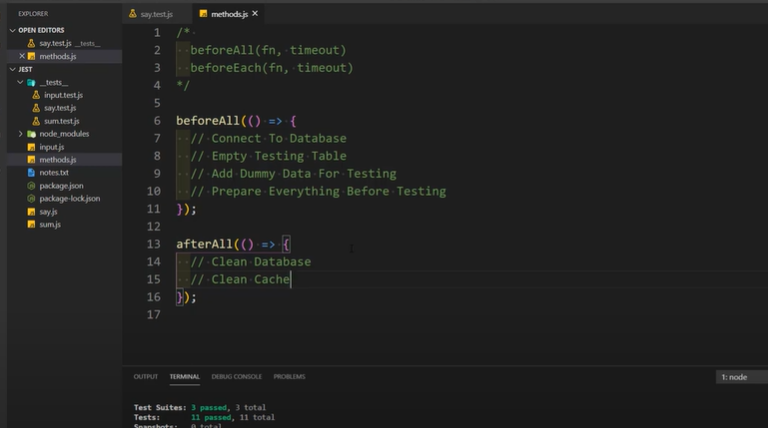 EXPLORER
OPEN EDITORS
say.test.js __tests__
methods.js
JEST
__tests__
input.test.js
say.test.js
sum.test.js
node_modules
input.js
methods.js
notes.txt
package.json
package-lock.json
say.js
sum.js
say.test.js methods.js
1 /*
2 beforeAll(fn, timeout)
3 beforeEach(fn, timeout)
4 */
5
6 beforeAll(() => {
7 // Connect To Database
8 // Empty Testing Table
9 // Add Dummy Data For Testing
10 // Prepare Everything Before Testing
11 });
12
13 afterAll(() => {
14 // Clean Database
15 // Clean Cache
16 });
17
OUTPUT TERMINAL DEBUG CONSOLE PROBLEMS 1: node
Test Suites: 3 passed, 3 total
Tests: 11 passed, 11 total
Snapshots: 0 total